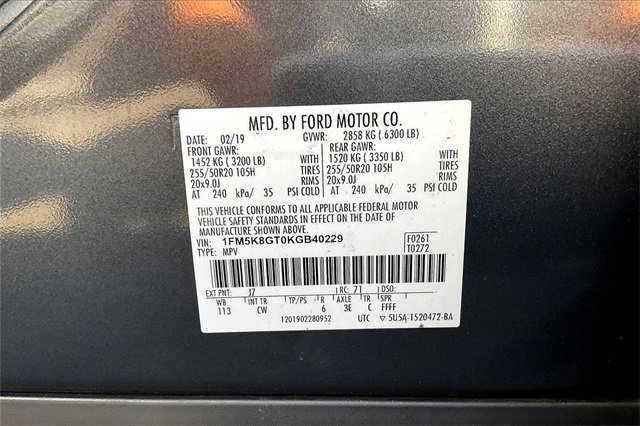 MFD. BY FORD MOTOR CO.
DATE: 02/19 GVWR: 2858 KG (.6300 LB)
FRONT GAWR: REAR GAWR:
1452 KG ( 3200 LB) WITH 1520 KG ( 3350 LB) WITH
255/50R20 105H TIRES 255/50R20 105H TIRES
20x9.0J RIMS 20x9.0J RIMS
AT 240 kPa/ 35 PSI COLD AT 240 kPa/ 35 PSI COLD
THIS VEHICLE CONFORMS TO ALL APPLICABLE FEDERAL MOTOR
VEHICLE SAFETY STANDARDS IN EFFECT ON THE DATE OF
MANUFACTURE SHOWN ABOVE.
VIN: 1FM5K8GT0KGB40229 F0261
TYPE: MPV T0272
EXT PNT: J7 RC: 71 DSO:
WB INT TR TP/PS R AXLE TR SPR
113 CW 6 3E C FFFF
1201902280952 UTC ▽ 5U5A-1520472-BA